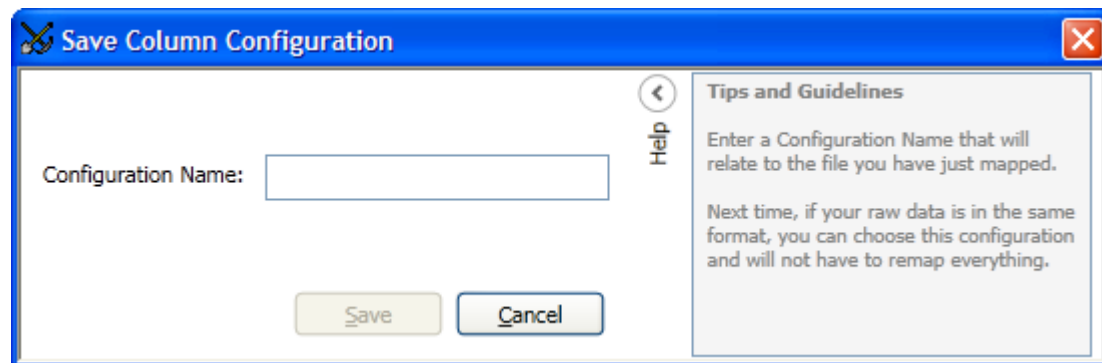 Save Column Configuration
Configuration Name:
Save
Cancel
Help
Tips and Guidelines
Enter a Configuration Name that will
relate to the file you have just mapped.
Next time, if your raw data is in the same
format, you can choose this configuration
and will not have to remap everything.